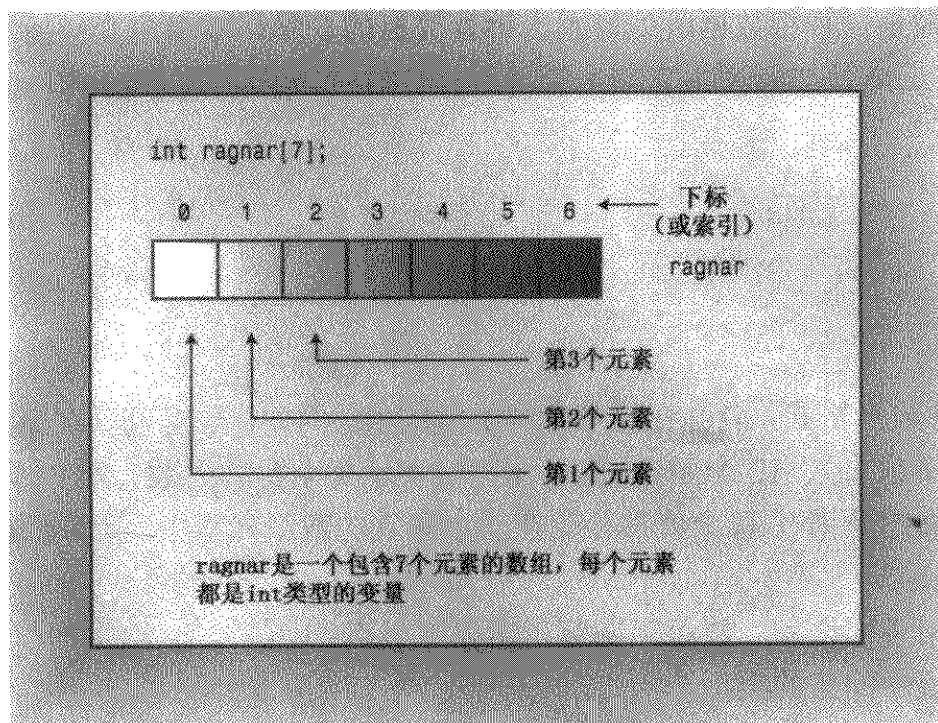 int ragnar[7];
0 1 2 3 4 5 6
下标
（或索引）
ragnar
第3个元素
第2个元素
第1个元素
ragnar是一个包含7个元素的数组，每个元素
都是int类型的变量